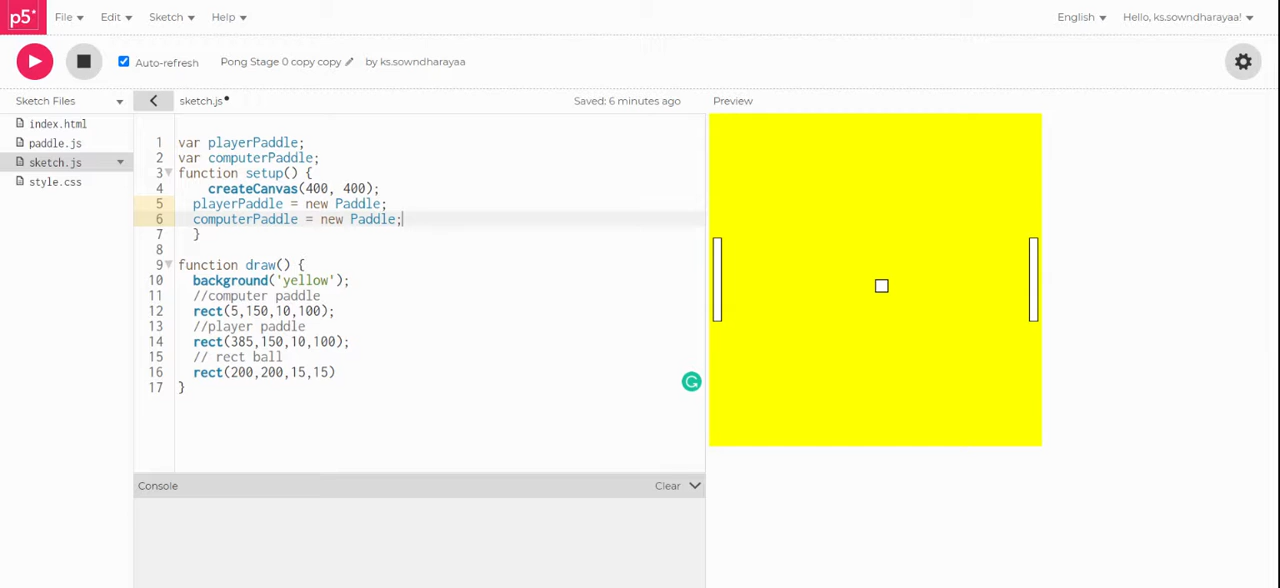 p5* File Edit Sketch Help English Hello, ks.sowndharayaa!
Auto-refresh Pong Stage 0 copy copy by ks.sowndharayaa
Sketch Files sketch.js Saved: 6 minutes ago Preview
index.html
paddle.js
sketch.js
style.css
1 var playerPaddle;
2 var computerPaddle;
3 function setup() {
4 createCanvas(400, 400);
5 playerPaddle = new Paddle;
6 computerPaddle = new Paddle;
7 }
8
9 function draw() {
10 background('yellow');
11 //computer paddle
12 rect(5,150,10,100);
13 //player paddle
14 rect(385,150,10,100);
15 // rect ball
16 rect(200,200,15,15)
17 }
Console Clear